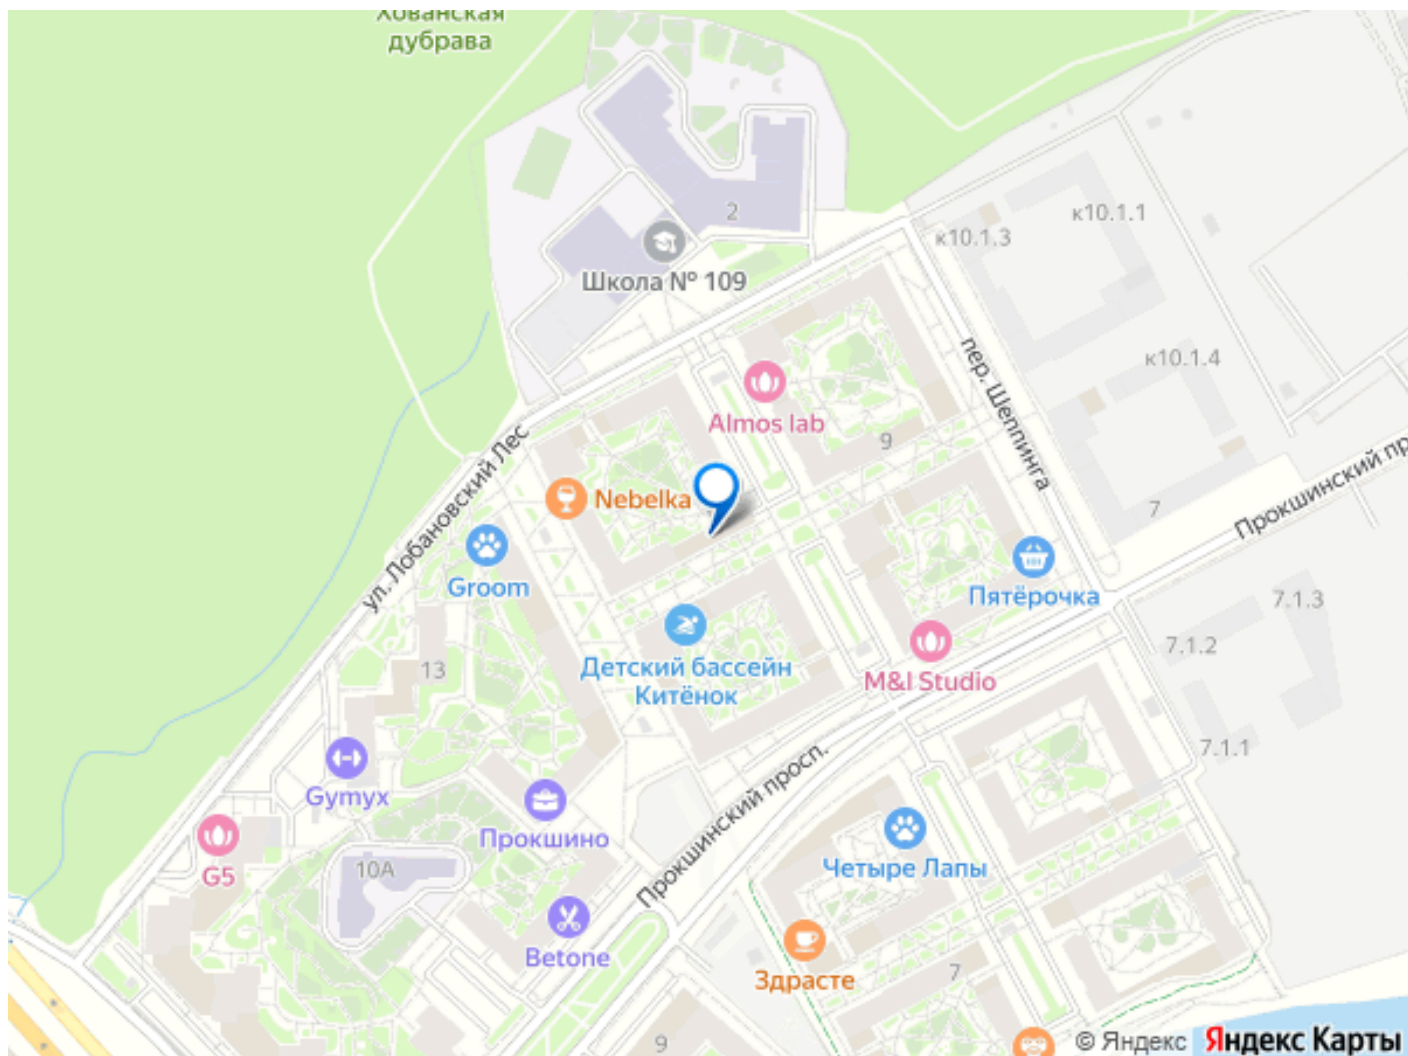 Хованская
дубрава
2
Школа № 109
к10.1.1
к10.1.3
к10.1.4
пер. Шеппинга
Almos lab
9
ул. Лобановский Лес
Nebelka
Groom
7
Прокшинский пр
Пятёрочка
7.1.3
7.1.2
7.1.1
Детский бассейн
Китёнок
M&I Studio
13
Gymyx
Прокшино
Прокшинский просп.
G5
10А
Четыре Лапы
Betone
Здрасте
7
9
© Яндекс Яндекс Карты